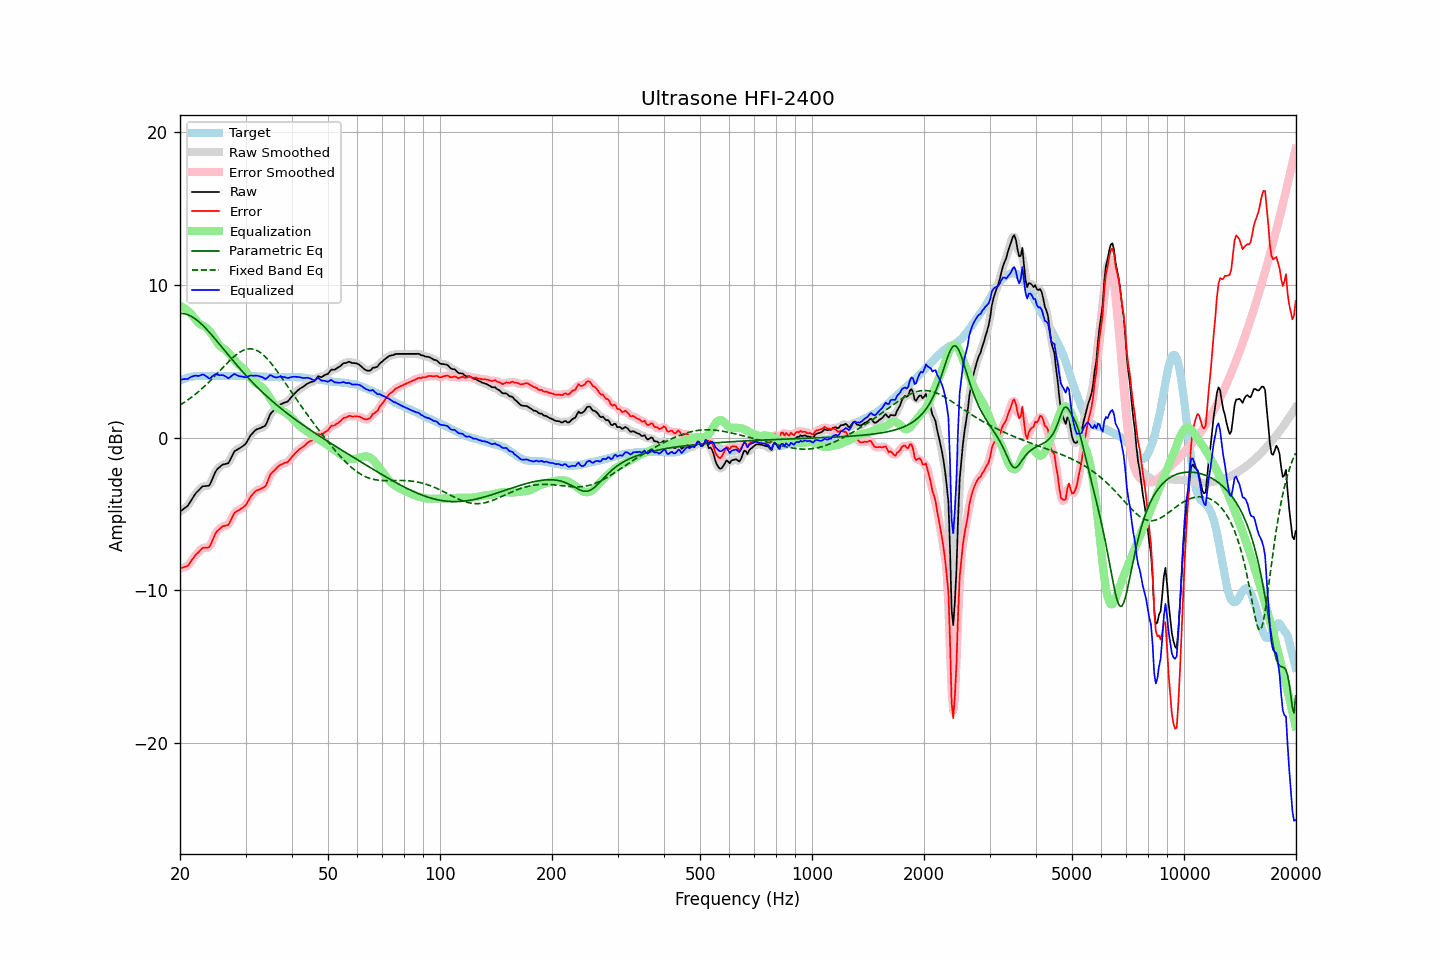 Ultrasone HFI-2400
20
10
0
−10
−20
Amplitude (dBr)
Target
Raw Smoothed
Error Smoothed
Raw
Error
Equalization
Parametric Eq
Fixed Band Eq
Equalized
20 50 100 200 500 1000 2000 5000 10000 20000
Frequency (Hz)